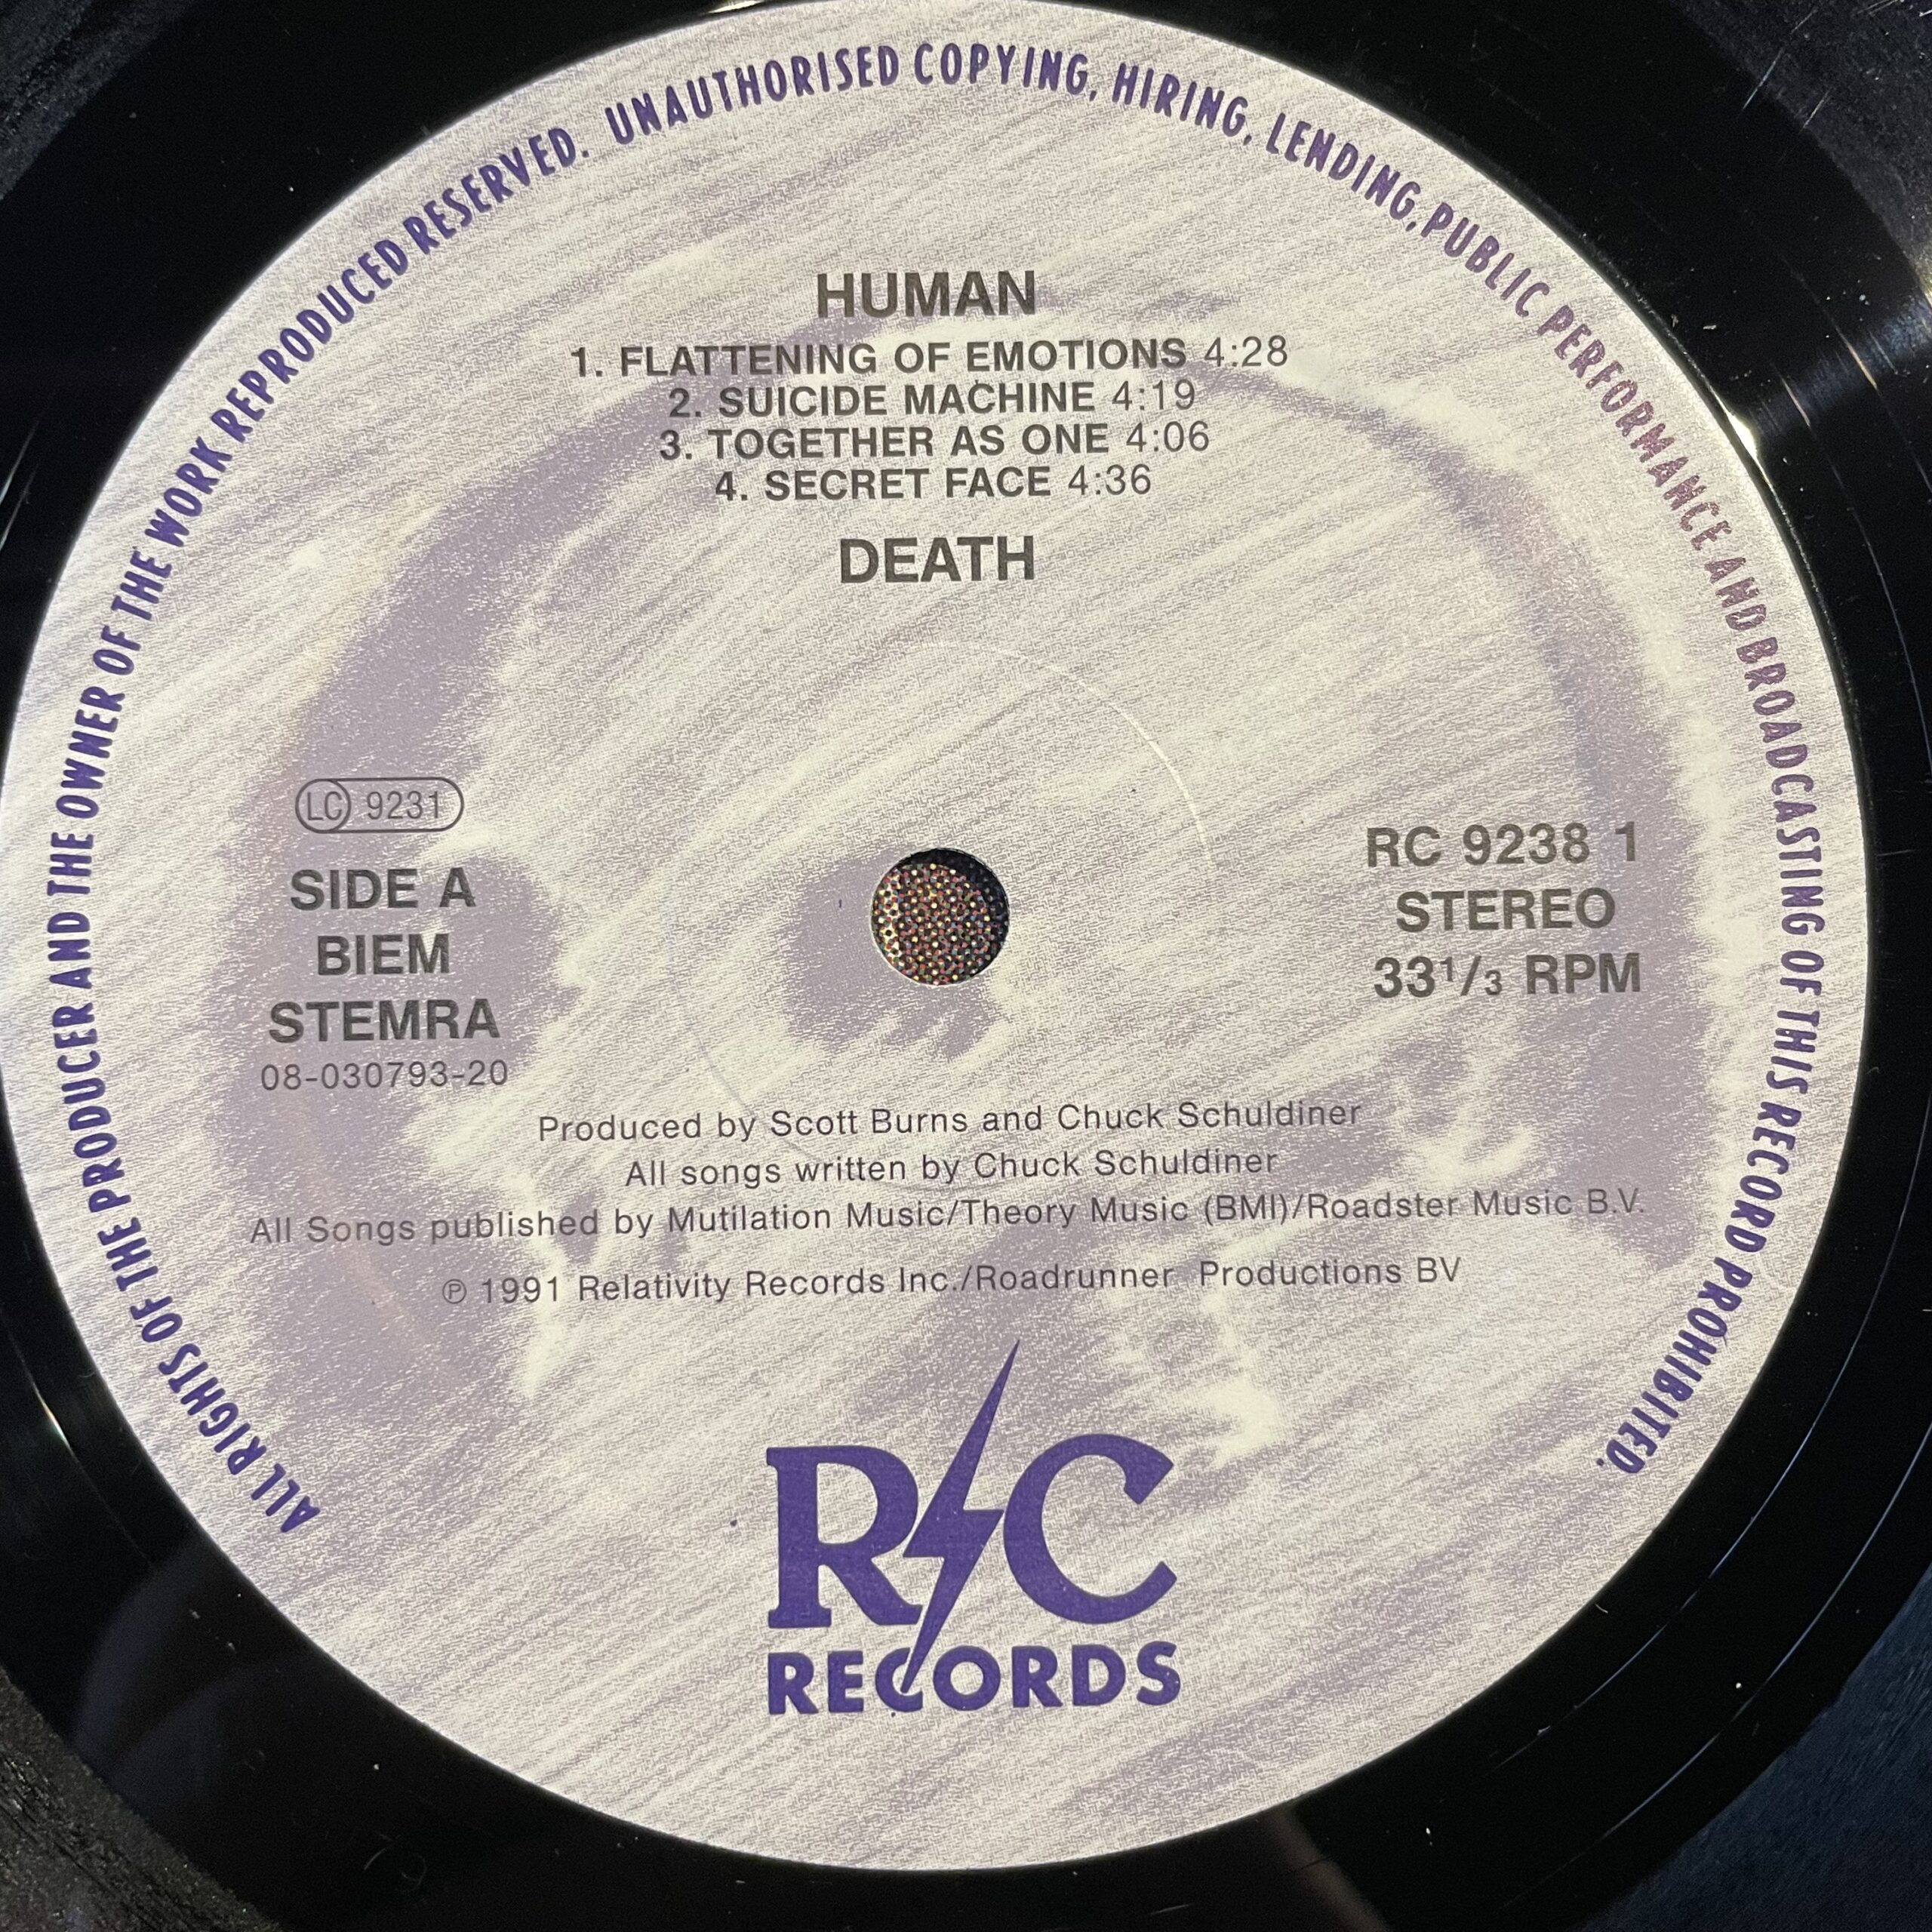 ALL RIGHTS OF THE PRODUCER AND THE OWNER OF THE WORK REPRODUCED RESERVED. UNAUTHORISED COPYING, HIRING, LENDING, PUBLIC PERFORMANCE AND BROADCASTING OF THIS RECORD PROHIBITED.
HUMAN
1. FLATTENING OF EMOTIONS 4:28
2. SUICIDE MACHINE 4:19
3. TOGETHER AS ONE 4:06
4. SECRET FACE 4:36
DEATH
LC 9231
SIDE A
BIEM
STEMRA
08-030793-20
RC 9238 1
STEREO
33 1/3 RPM
Produced by Scott Burns and Chuck Schuldiner
All songs written by Chuck Schuldiner
All Songs published by Mutilation Music/Theory Music (BMI)/Roadster Music B.V.
℗ 1991 Relativity Records Inc./Roadrunner Productions BV
RC
RECORDS